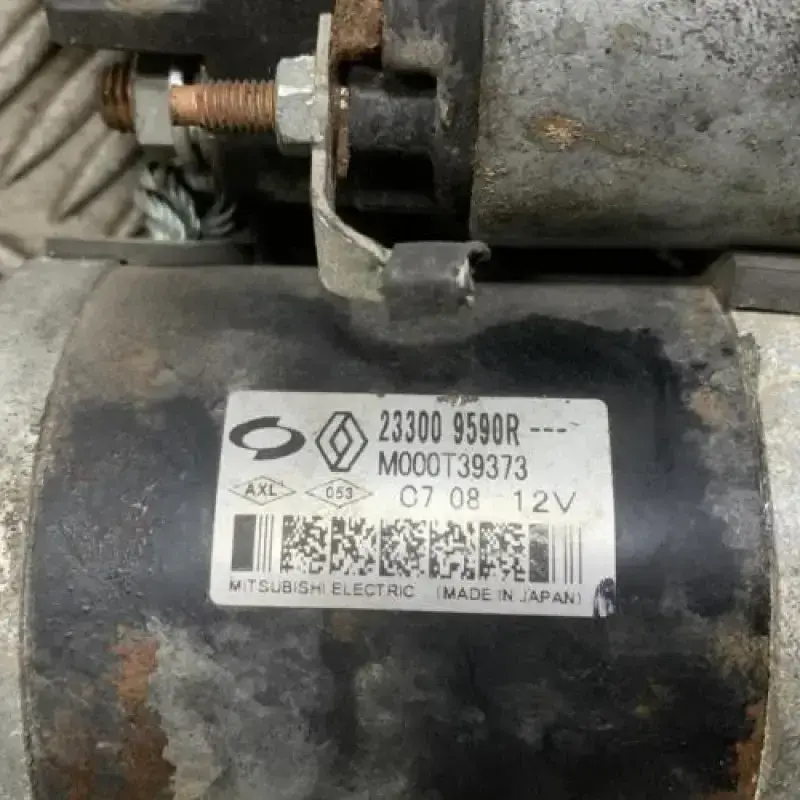 23300 9590R ---
M000T39373
AXL 053 C7 08 12V
MITSUBISHI ELECTRIC (MADE IN JAPAN)